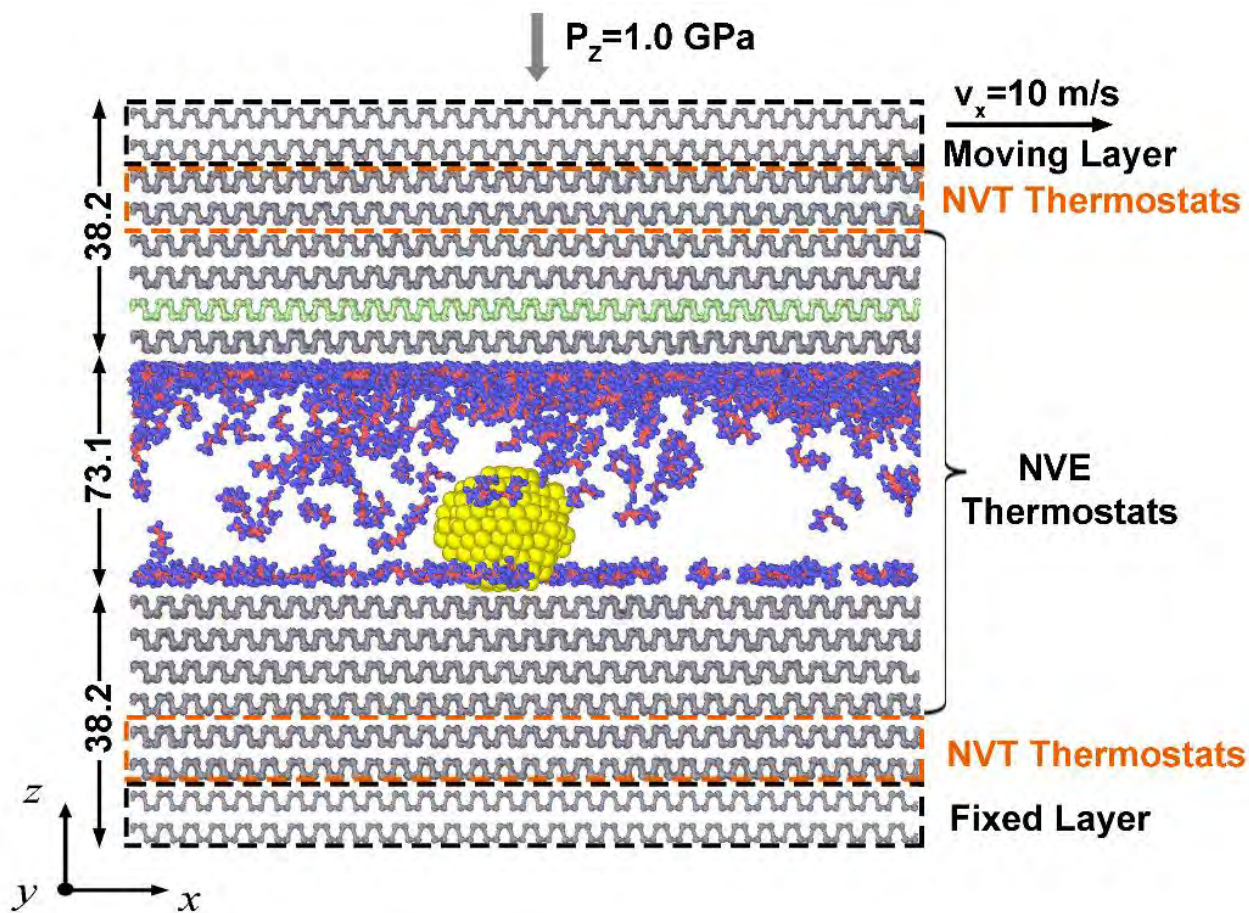 P_z=1.0 GPa
v_x=10 m/s
Moving Layer
NVT Thermostats
38.2
73.1
NVE
Thermostats
38.2
NVT Thermostats
Fixed Layer
z
y
x